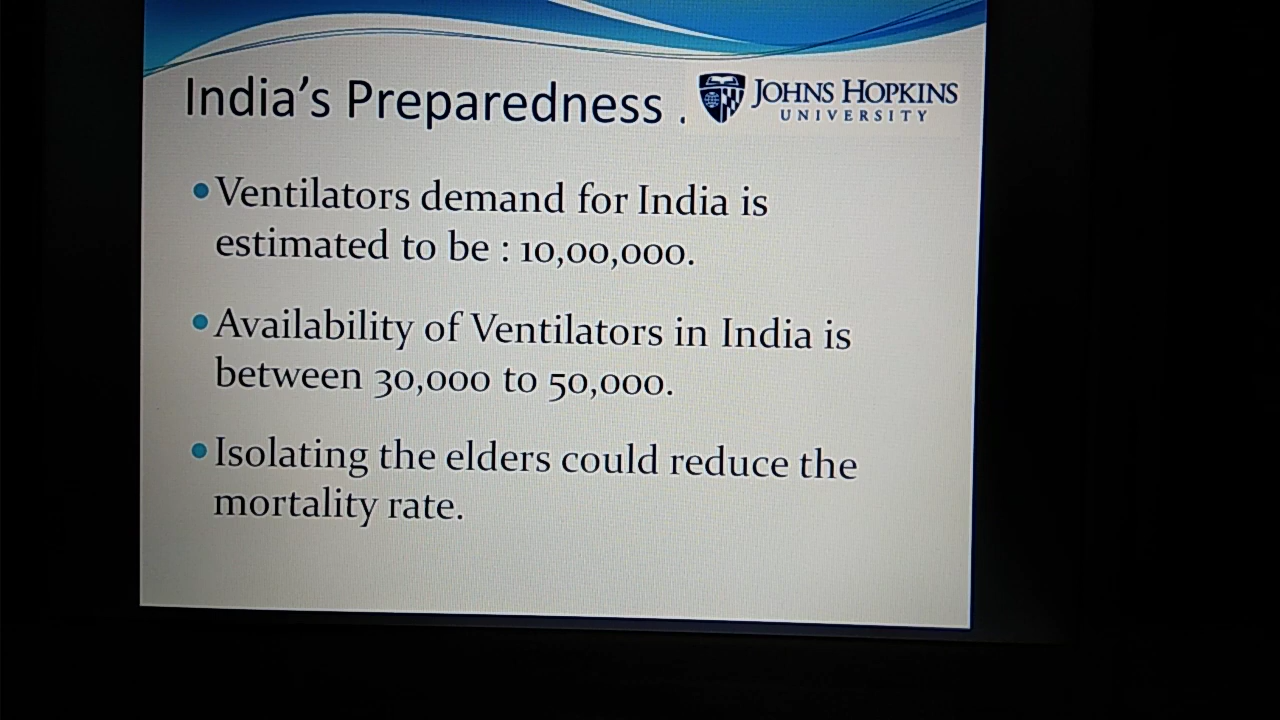 India's Preparedness .
JOHNS HOPKINS
UNIVERSITY
•Ventilators demand for India is
estimated to be : 10,00,000.
•Availability of Ventilators in India is
between 30,000 to 50,000.
•Isolating the elders could reduce the
mortality rate.